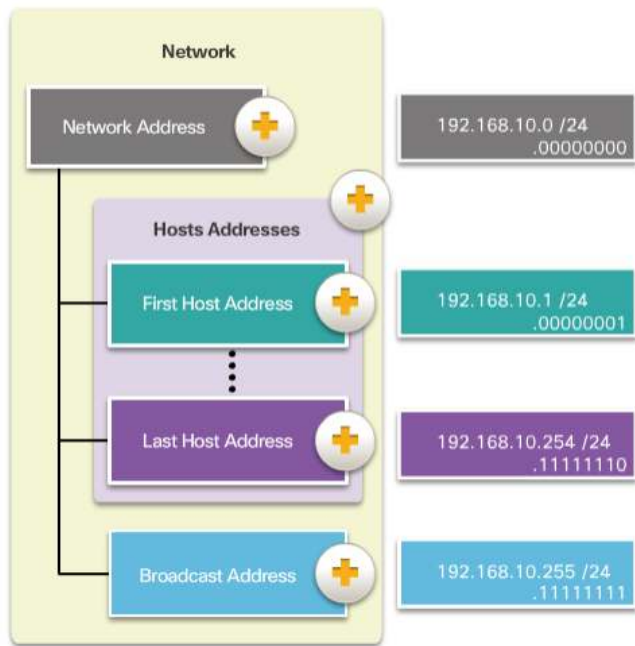 Network
Network Address
192.168.10.0 /24
.00000000
Hosts Addresses
First Host Address
192.168.10.1 /24
.00000001
Last Host Address
192.168.10.254 /24
.11111110
Broadcast Address
192.168.10.255 /24
.11111111